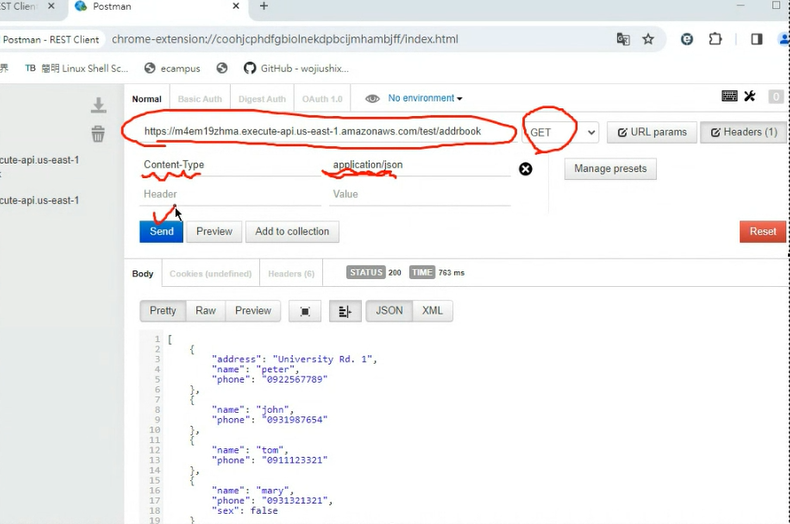 ST Client
Postman
Postman - REST Client
chrome-extension://coohjcphdfgbiolnekdpbcijmhambjff/index.html
界
TB 簡明 Linux Shell Sc...
ecampus
GitHub - wojiushix...
Normal
Basic Auth
Digest Auth
OAuth 1.0
No environment
0
https://m4em19zhma.execute-api.us-east-1.amazonaws.com/test/addrbook
GET
URL params
Headers (1)
ecute-api.us-east-1
ecute-api.us-east-1
Content-Type
application/json
Manage presets
Header
Value
Send
Preview
Add to collection
Reset
Body
Cookies (undefined)
Headers (6)
STATUS 200
TIME 763 ms
Pretty
Raw
Preview
JSON
XML
1 [
2 {
3 "address": "University Rd. 1",
4 "name": "peter",
5 "phone": "0922567789"
6 },
7 {
8 "name": "john",
9 "phone": "0931987654"
10 },
11 {
12 "name": "tom",
13 "phone": "0911123321"
14 },
15 {
16 "name": "mary",
17 "phone": "0931321321",
18 "sex": false
19 }